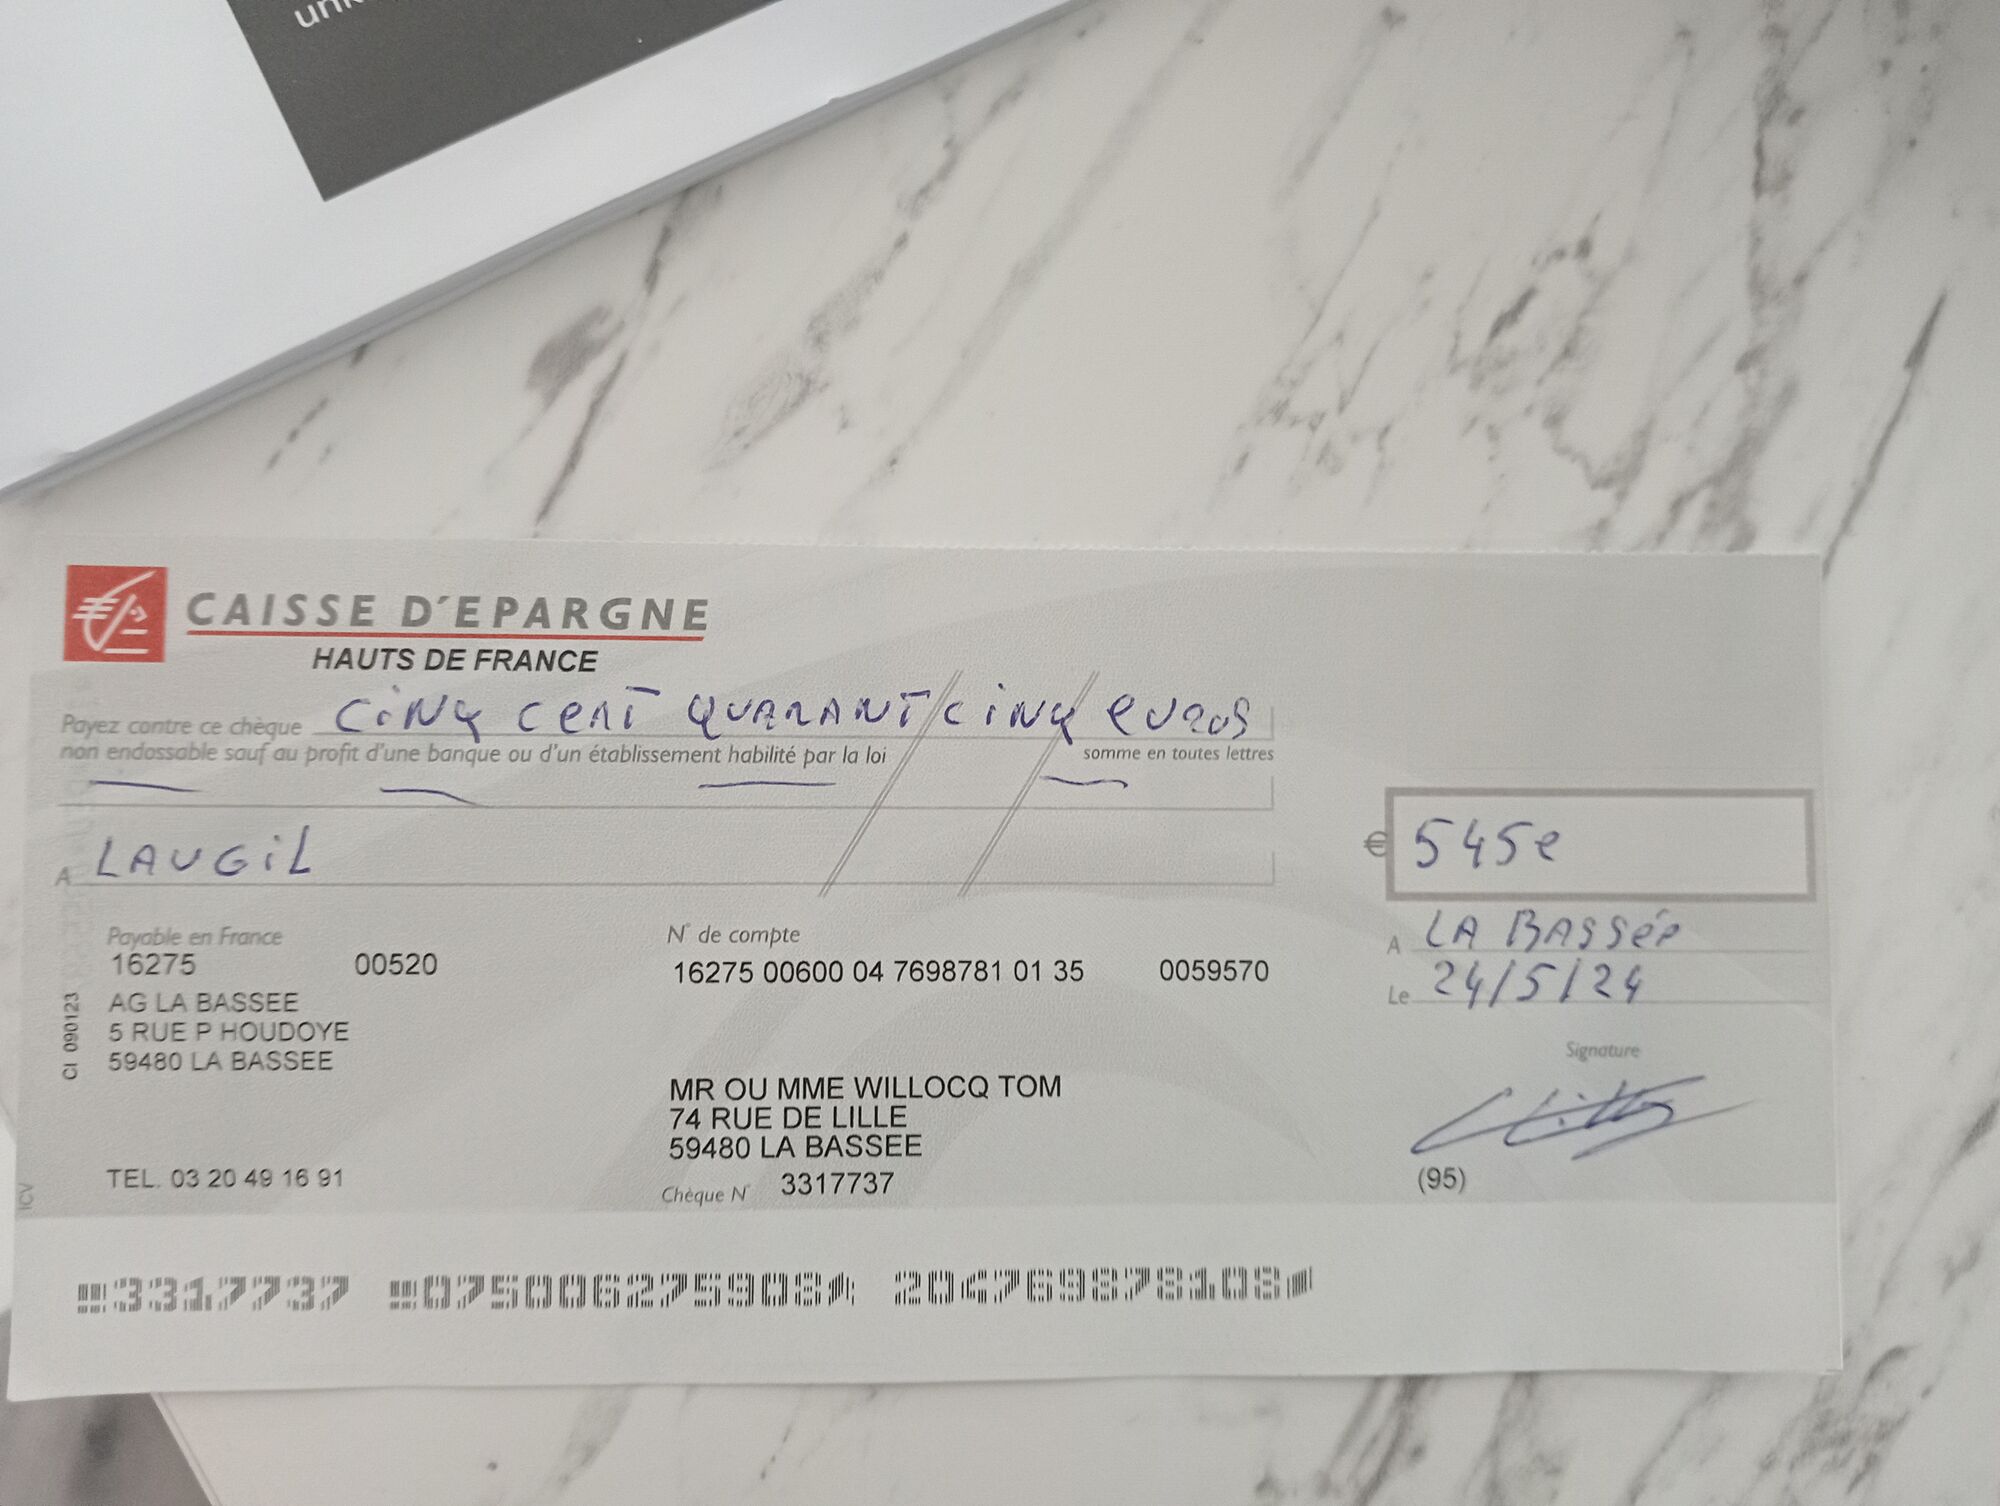 CAISSE D'EPARGNE
HAUTS DE FRANCE
Payez contre ce chèque CINQ CENT QUARANT CINQ EUROS
non endossable sauf au profit d'une banque ou d'un établissement habilité par la loi somme en toutes lettres
A LAUGIL
€ 545e
A LA BASSÉE
Le 24/5/24
Payable en France
16275 00520
AG LA BASSEE
5 RUE P HOUDOYE
59480 LA BASSEE
TEL. 03 20 49 16 91
CI 090123
N° de compte
16275 00600 04 7698781 01 35 0059570
MR OU MME WILLOCQ TOM
74 RUE DE LILLE
59480 LA BASSEE
Chèque N° 3317737
Signature
(95)
ICV
3317737 075006275908 204769878108